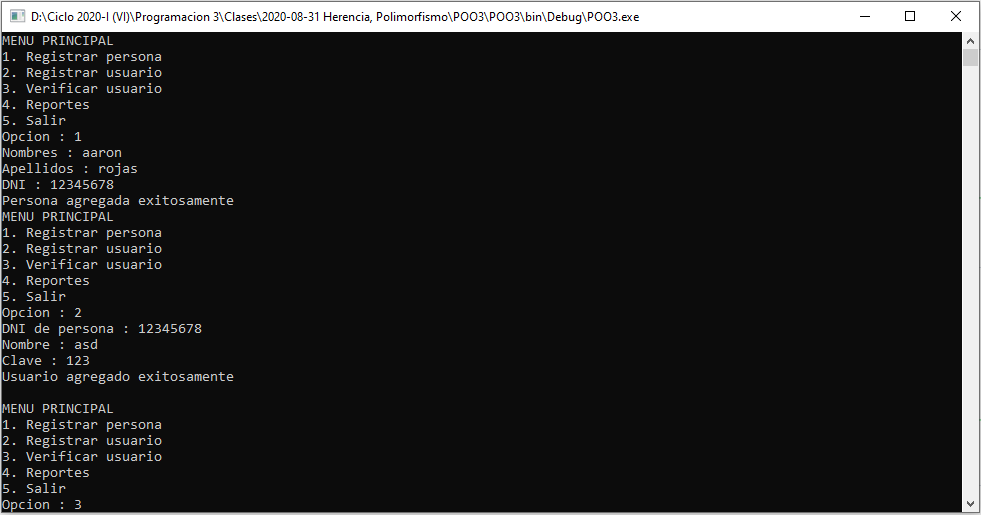 D:\Ciclo 2020-I (VI)\Programacion 3\Clases\2020-08-31 Herencia, Polimorfismo\POO3\POO3\bin\Debug\POO3.exe
MENU PRINCIPAL
1. Registrar persona
2. Registrar usuario
3. Verificar usuario
4. Reportes
5. Salir
Opcion : 1
Nombres : aaron
Apellidos : rojas
DNI : 12345678
Persona agregada exitosamente
MENU PRINCIPAL
1. Registrar persona
2. Registrar usuario
3. Verificar usuario
4. Reportes
5. Salir
Opcion : 2
DNI de persona : 12345678
Nombre : asd
Clave : 123
Usuario agregado exitosamente
MENU PRINCIPAL
1. Registrar persona
2. Registrar usuario
3. Verificar usuario
4. Reportes
5. Salir
Opcion : 3